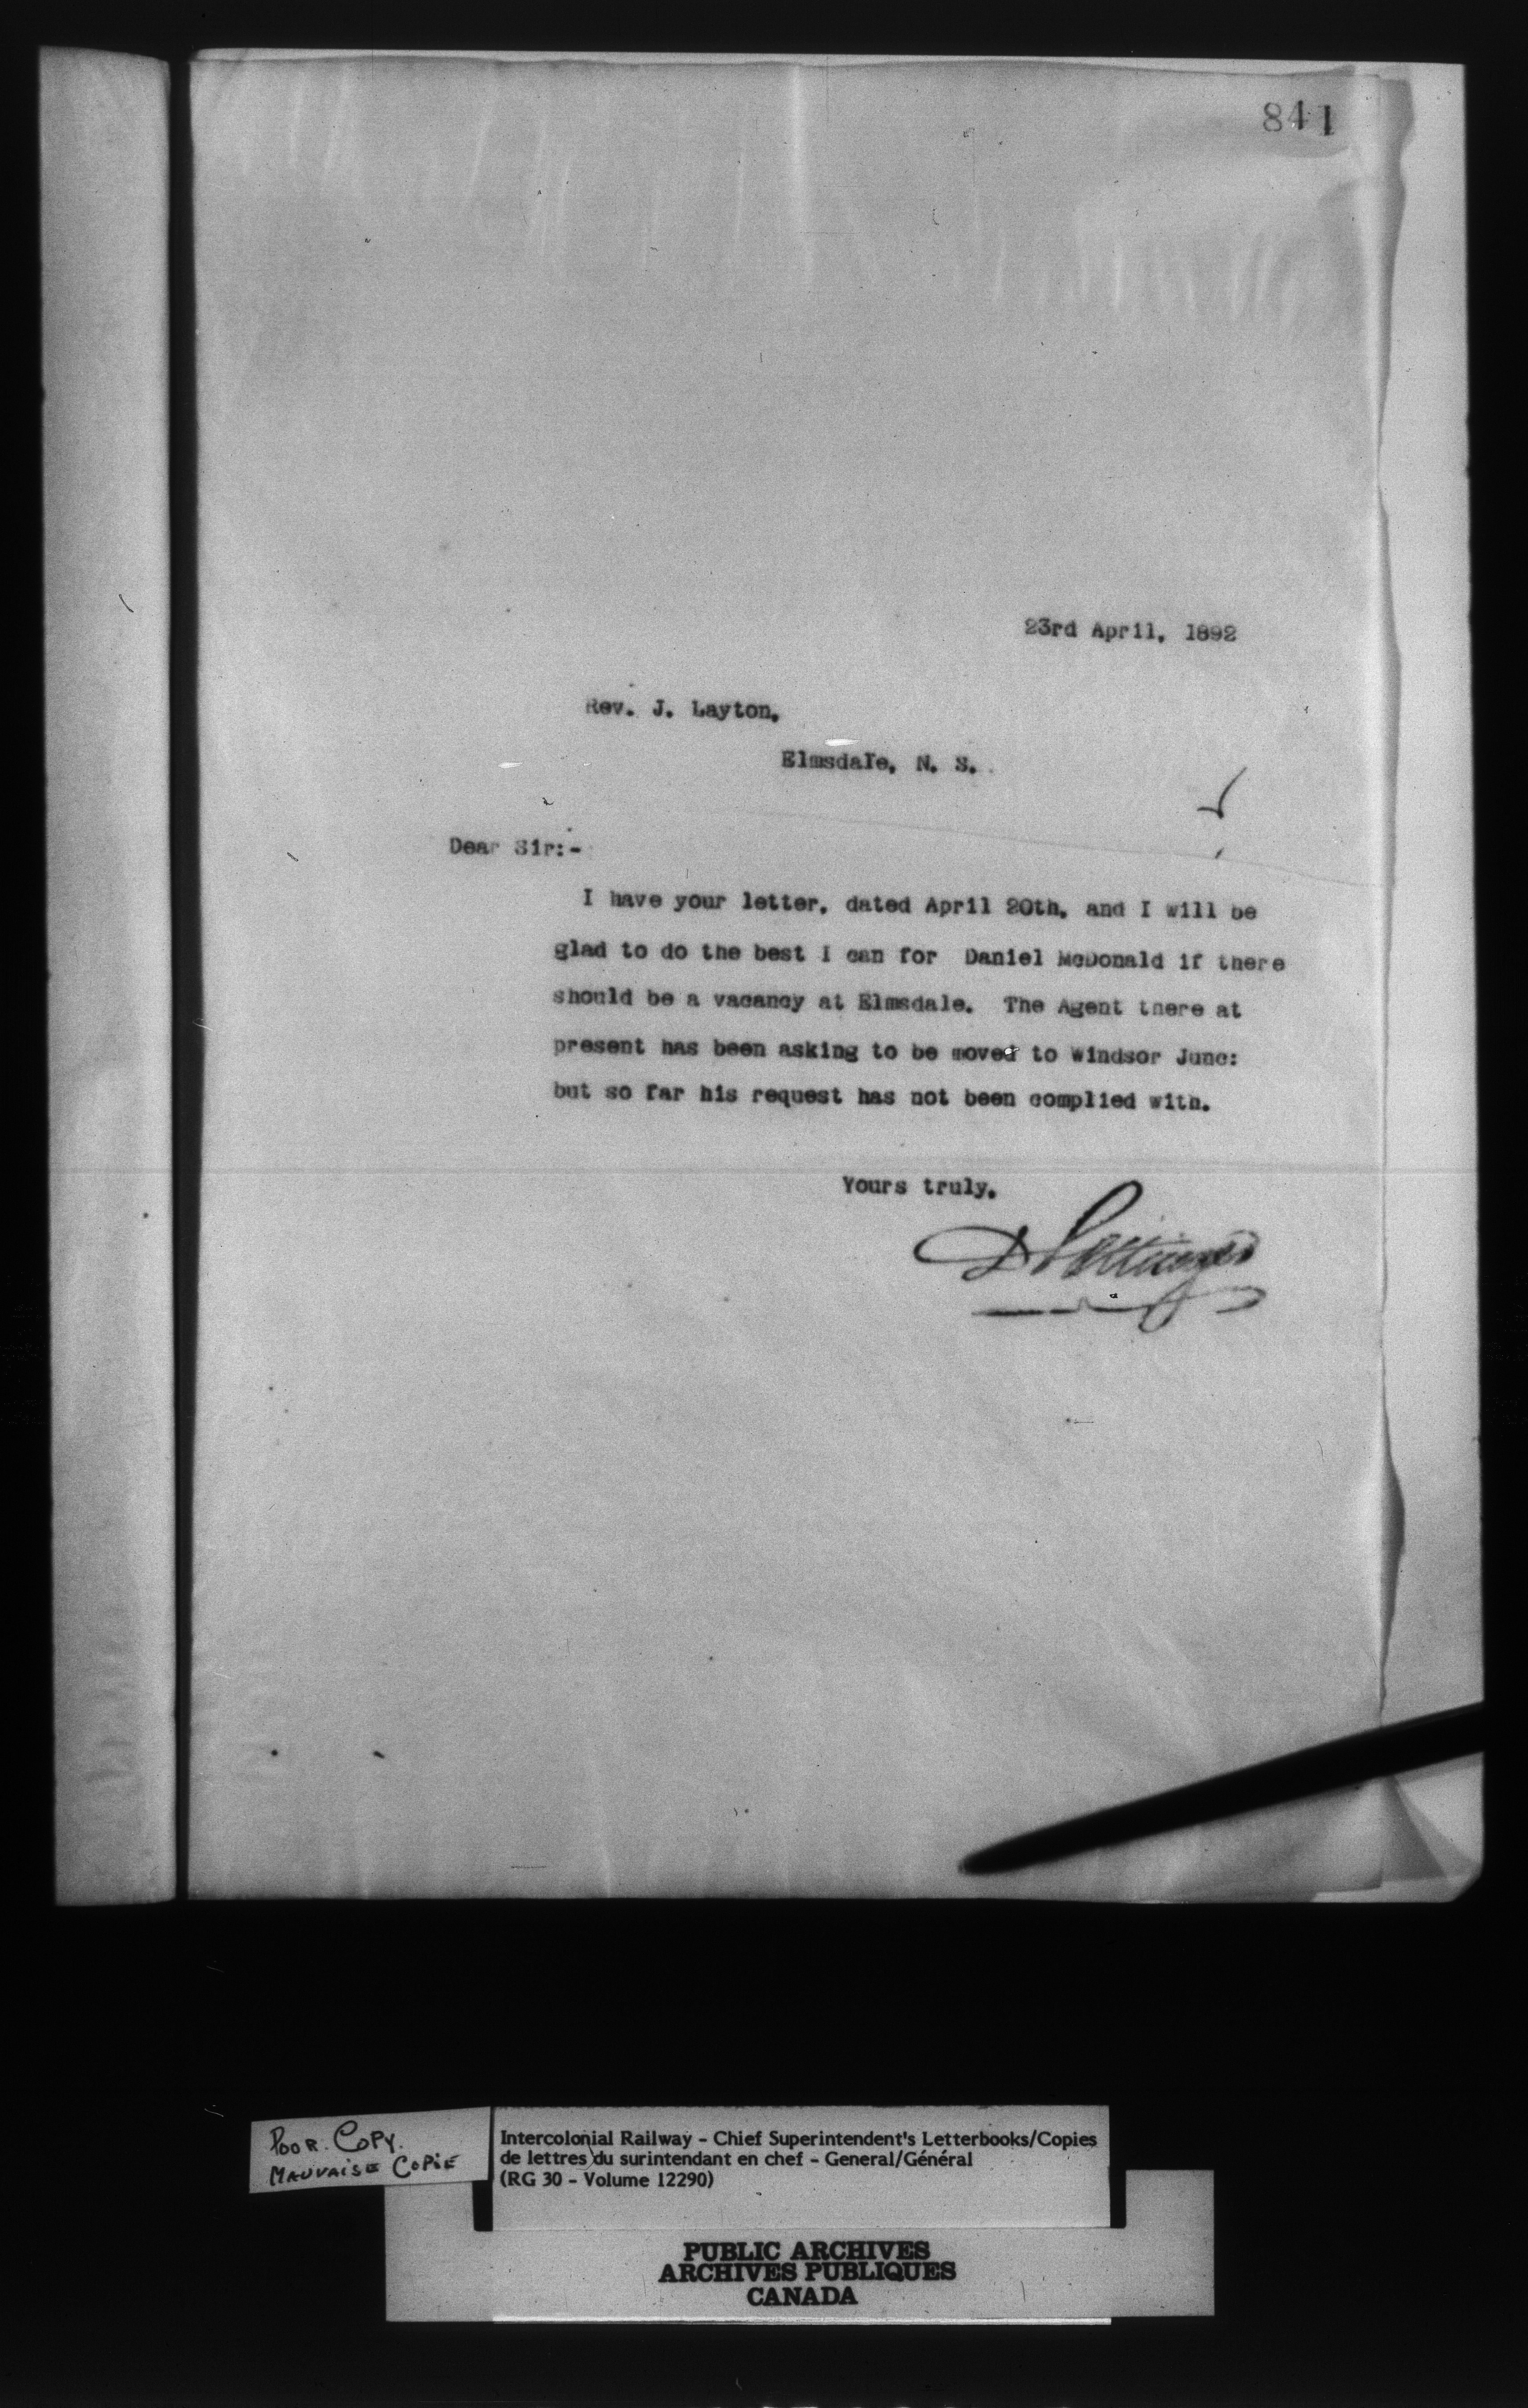 841
23rd April, 1892
Rev. J. Layton,
Elmsdale, N. S.
Dear Sir:-
I have your letter, dated April 20th, and I will be
glad to do the best I can for Daniel McDonald if there
should be a vacancy at Elmsdale. The Agent there at
present has been asking to be moved to Windsor Junc:
but so far his request has not been complied with.
Yours truly,
D Pottinger
POOR COPY.
MAUVAISE COPIE
Intercolonial Railway - Chief Superintendent's Letterbooks/Copies
de lettres du surintendant en chef - General/Général
(RG 30 - Volume 12290)
PUBLIC ARCHIVES
ARCHIVES PUBLIQUES
CANADA